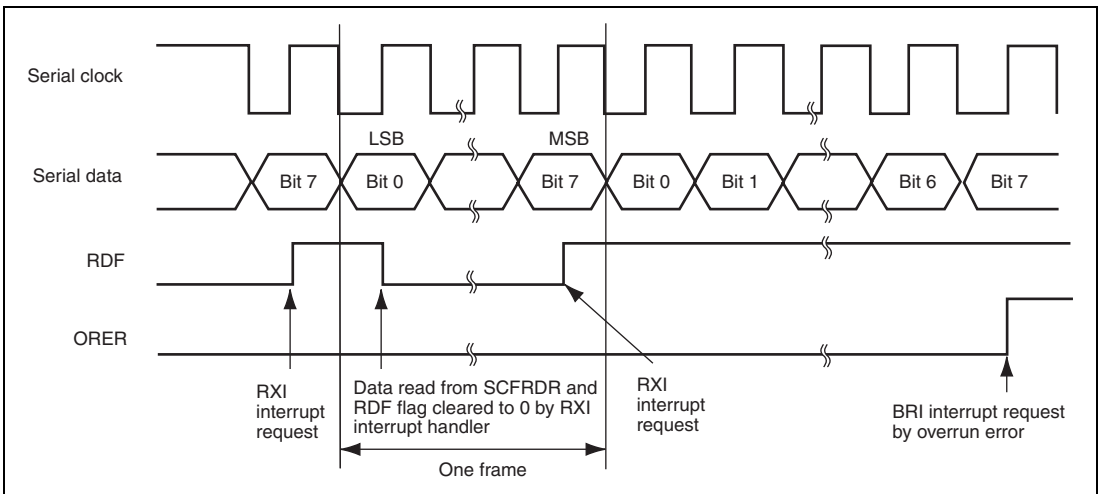 Serial clock
LSB
MSB
Serial data
Bit 7
Bit 0
Bit 7
Bit 0
Bit 1
Bit 6
Bit 7
RDF
ORER
RXI
interrupt
request
Data read from SCFRDR and
RDF flag cleared to 0 by RXI
interrupt handler
RXI
interrupt
request
BRI interrupt request
by overrun error
One frame